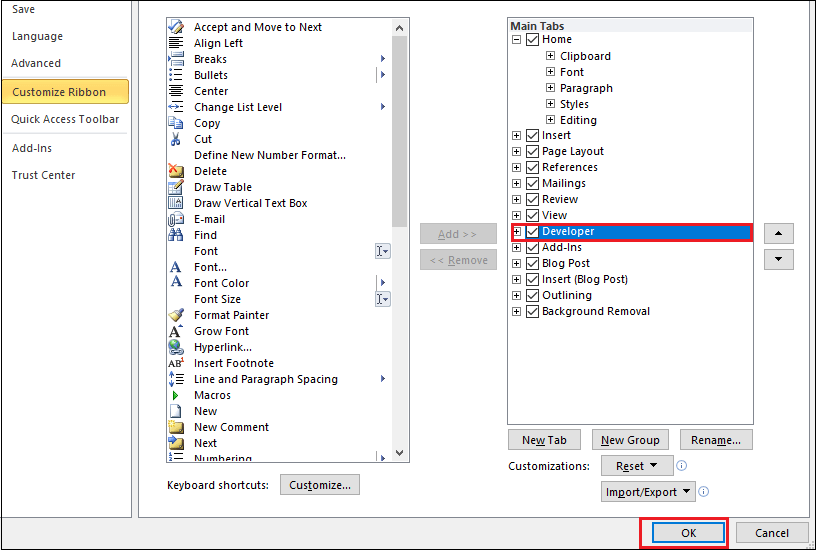 Save
Language
Advanced
Customize Ribbon
Quick Access Toolbar
Add-Ins
Trust Center
Accept and Move to Next
Align Left
Breaks
Bullets
Center
Change List Level
Copy
Cut
Define New Number Format...
Delete
Draw Table
Draw Vertical Text Box
E-mail
Find
Font
Font...
Font Color
Font Size
Format Painter
Grow Font
Hyperlink...
Insert Footnote
Line and Paragraph Spacing
Macros
New
New Comment
Next
Numbering
Keyboard shortcuts: Customize...
Add >>
<< Remove
Main Tabs
Home
Clipboard
Font
Paragraph
Styles
Editing
Insert
Page Layout
References
Mailings
Review
View
Developer
Add-Ins
Blog Post
Insert (Blog Post)
Outlining
Background Removal
New Tab New Group Rename...
Customizations: Reset
Import/Export
OK Cancel